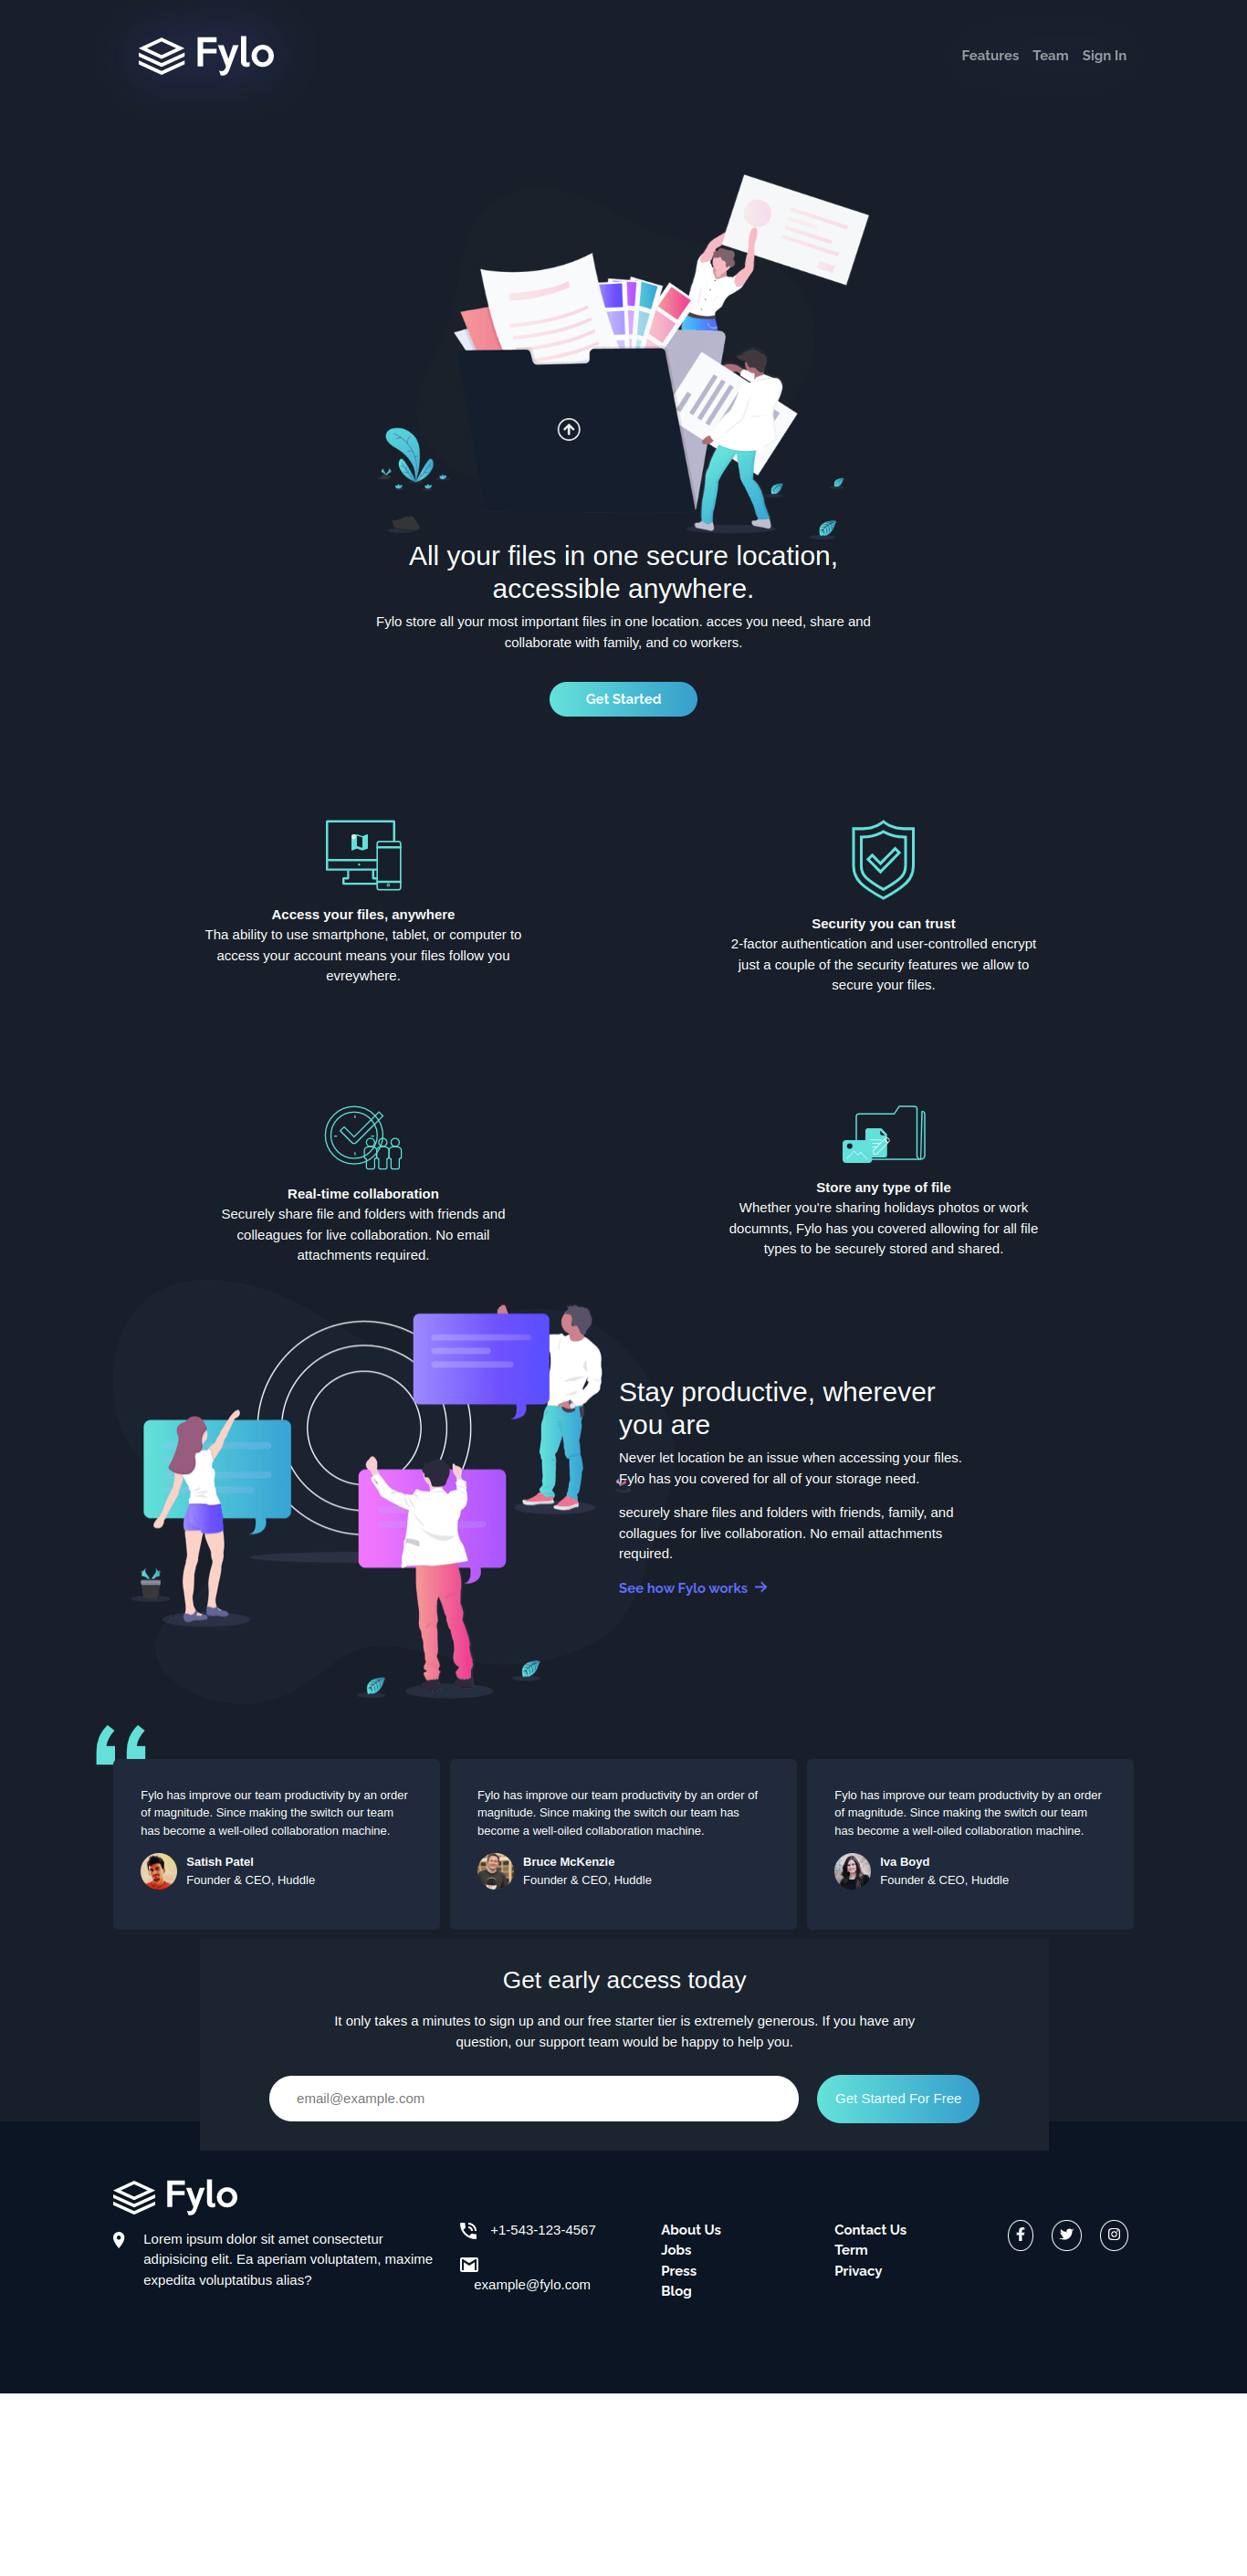 Fylo
Features Team Sign In
All your files in one secure location,
accessible anywhere.
Fylo store all your most important files in one location. acces you need, share and
collaborate with family, and co workers.
Get Started
Access your files, anywhere
Tha ability to use smartphone, tablet, or computer to
access your account means your files follow you
evreywhere.
Security you can trust
2-factor authentication and user-controlled encrypt
just a couple of the security features we allow to
secure your files.
Real-time collaboration
Securely share file and folders with friends and
colleagues for live collaboration. No email
attachments required.
Store any type of file
Whether you're sharing holidays photos or work
documnts, Fylo has you covered allowing for all file
types to be securely stored and shared.
Stay productive, wherever
you are
Never let location be an issue when accessing your files.
Fylo has you covered for all of your storage need.
securely share files and folders with friends, family, and
collagues for live collaboration. No email attachments
required.
See how Fylo works
Fylo has improve our team productivity by an order
of magnitude. Since making the switch our team
has become a well-oiled collaboration machine.
Satish Patel
Founder & CEO, Huddle
Fylo has improve our team productivity by an order of
magnitude. Since making the switch our team has
become a well-oiled collaboration machine.
Bruce McKenzie
Founder & CEO, Huddle
Fylo has improve our team productivity by an order
of magnitude. Since making the switch our team
has become a well-oiled collaboration machine.
Iva Boyd
Founder & CEO, Huddle
Get early access today
It only takes a minutes to sign up and our free starter tier is extremely generous. If you have any
question, our support team would be happy to help you.
email@example.com
Get Started For Free
Fylo
Lorem ipsum dolor sit amet consectetur
adipisicing elit. Ea aperiam voluptatem, maxime
expedita voluptatibus alias?
+1-543-123-4567
example@fylo.com
About Us
Jobs
Press
Blog
Contact Us
Term
Privacy